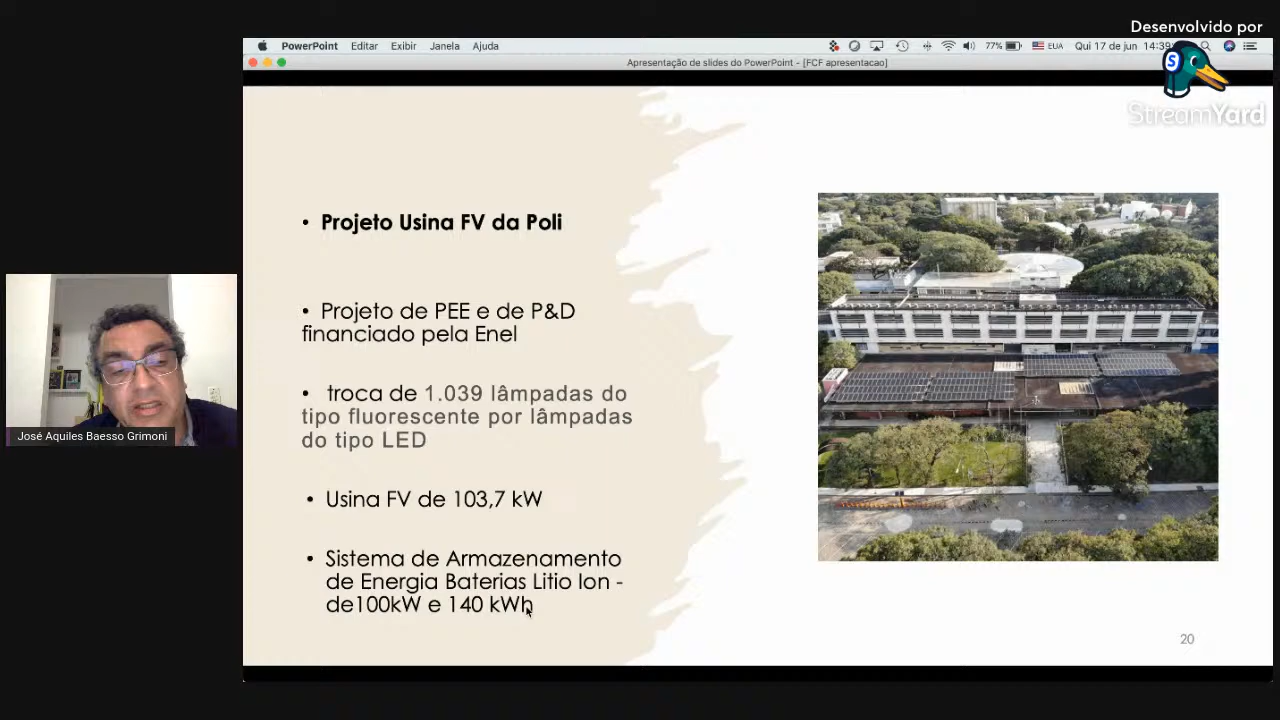 Desenvolvido por
StreamYard
PowerPoint Editar Exibir Janela Ajuda
77% EUA Qui 17 de jun 14:39
Apresentação de slides do PowerPoint - [FCF apresentacao]
• Projeto Usina FV da Poli
• Projeto de PEE e de P&D
financiado pela Enel
• troca de 1.039 lâmpadas do
tipo fluorescente por lâmpadas
do tipo LED
• Usina FV de 103,7 kW
• Sistema de Armazenamento
de Energia Baterias Litio Ion -
de100kW e 140 kWh
20
José Aquiles Baesso Grimoni